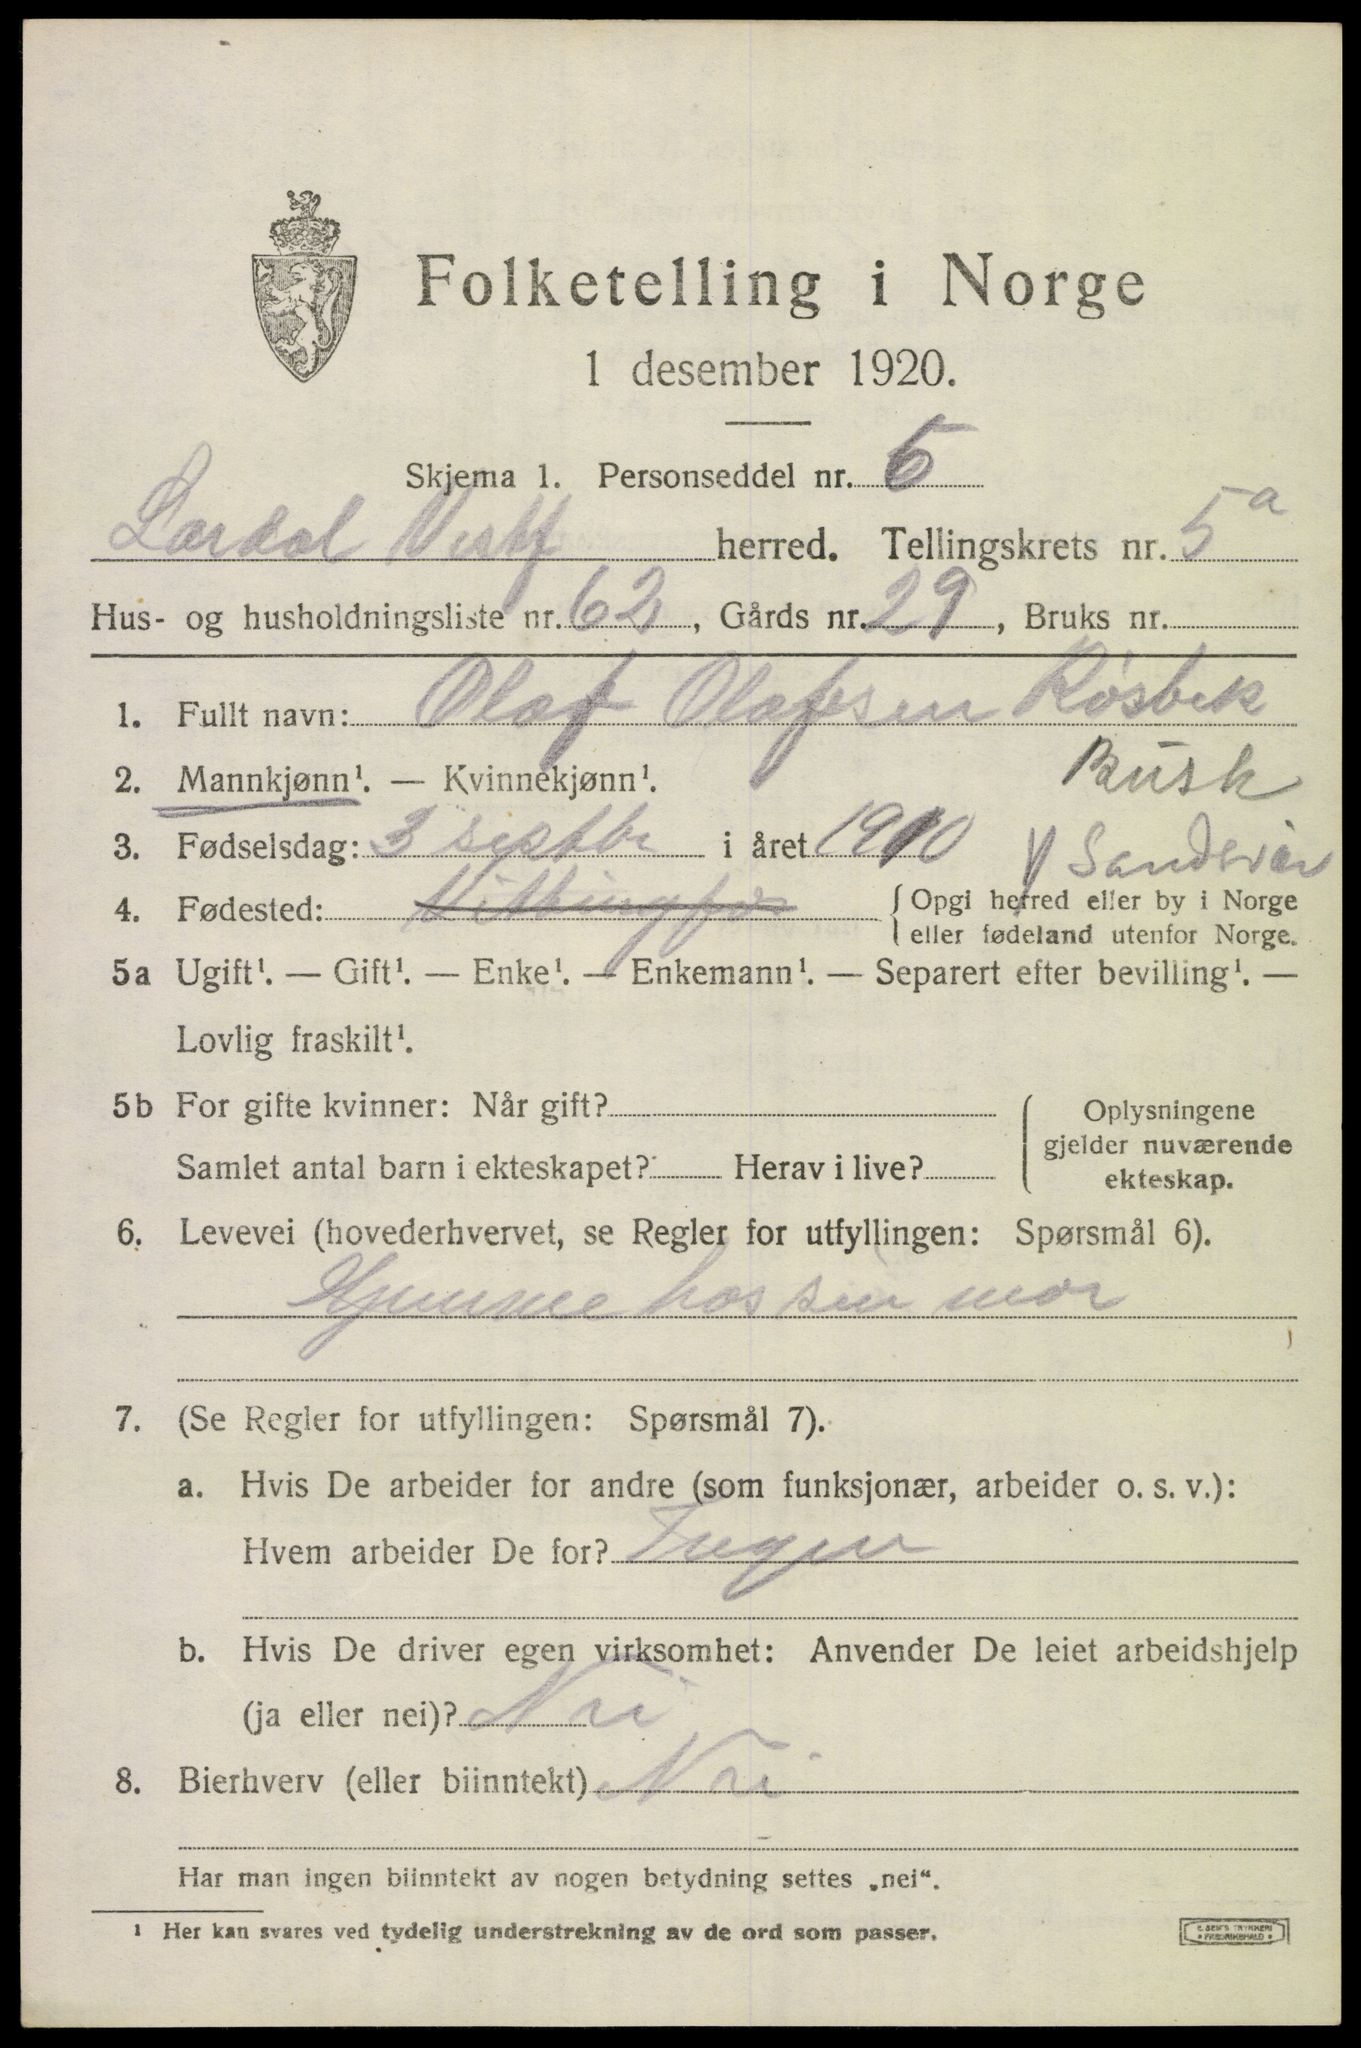 Folketelling i Norge
1 desember 1920.
Skjema 1. Personseddel nr. 5
Lardal Vestf herred. Tellingskrets nr. 5a
Hus- og husholdningsliste nr. 62, Gårds nr. 29, Bruks nr.
1. Fullt navn: Olaf Olafsen Røsbek
2. Mannkjønn¹. — Kvinnekjønn¹. Busk
3. Fødselsdag: 3 septbr i året 1910 Sandsvær
4. Fødested: Vittingfos { Opgi herred eller by i Norge
eller fødeland utenfor Norge.
5a Ugift¹. — Gift¹. — Enke¹. — Enkemann¹. — Separert efter bevilling¹. —
Lovlig fraskilt¹.
5b For gifte kvinner: Når gift?
Samlet antal barn i ekteskapet? Herav i live?
{ Oplysningene
gjelder nuværende
ekteskap.
6. Levevei (hovederhvervet, se Regler for utfyllingen: Spørsmål 6).
Hjemme hos sin mor
7. (Se Regler for utfyllingen: Spørsmål 7).
a. Hvis De arbeider for andre (som funksjonær, arbeider o. s. v.):
Hvem arbeider De for? Ingen
b. Hvis De driver egen virksomhet: Anvender De leiet arbeidshjelp
(ja eller nei)? Nei
8. Bierhverv (eller biinntekt) Nei
Har man ingen biinntekt av nogen betydning settes „nei“.
¹ Her kan svares ved tydelig understrekning av de ord som passer.
E. SEM'S TRYKKERI
• FREDRIKSHALD •